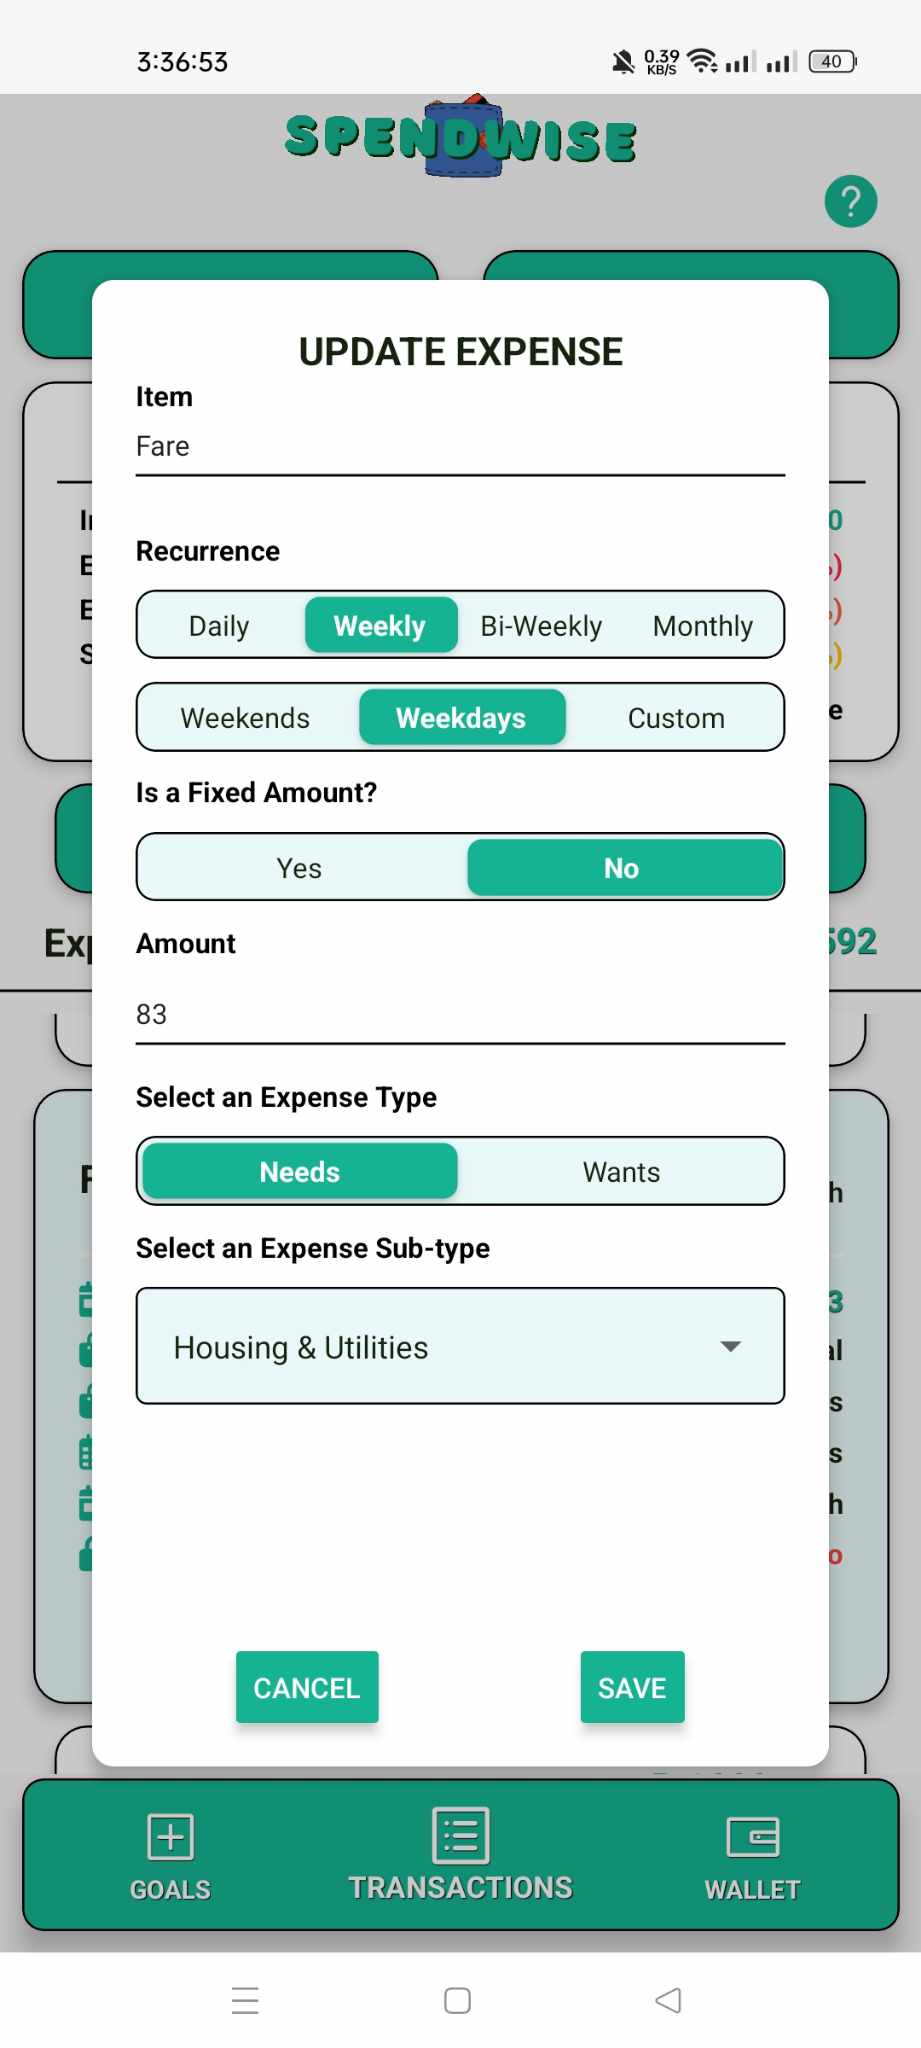 3:36:53
0.39
KB/S
40
SPENDWISE
?
UPDATE EXPENSE
Item
Fare
Recurrence
Daily Weekly Bi-Weekly Monthly
Weekends Weekdays Custom
Is a Fixed Amount?
Yes No
Amount
83
Select an Expense Type
Needs Wants
Select an Expense Sub-type
Housing & Utilities
CANCEL SAVE
GOALS TRANSACTIONS WALLET